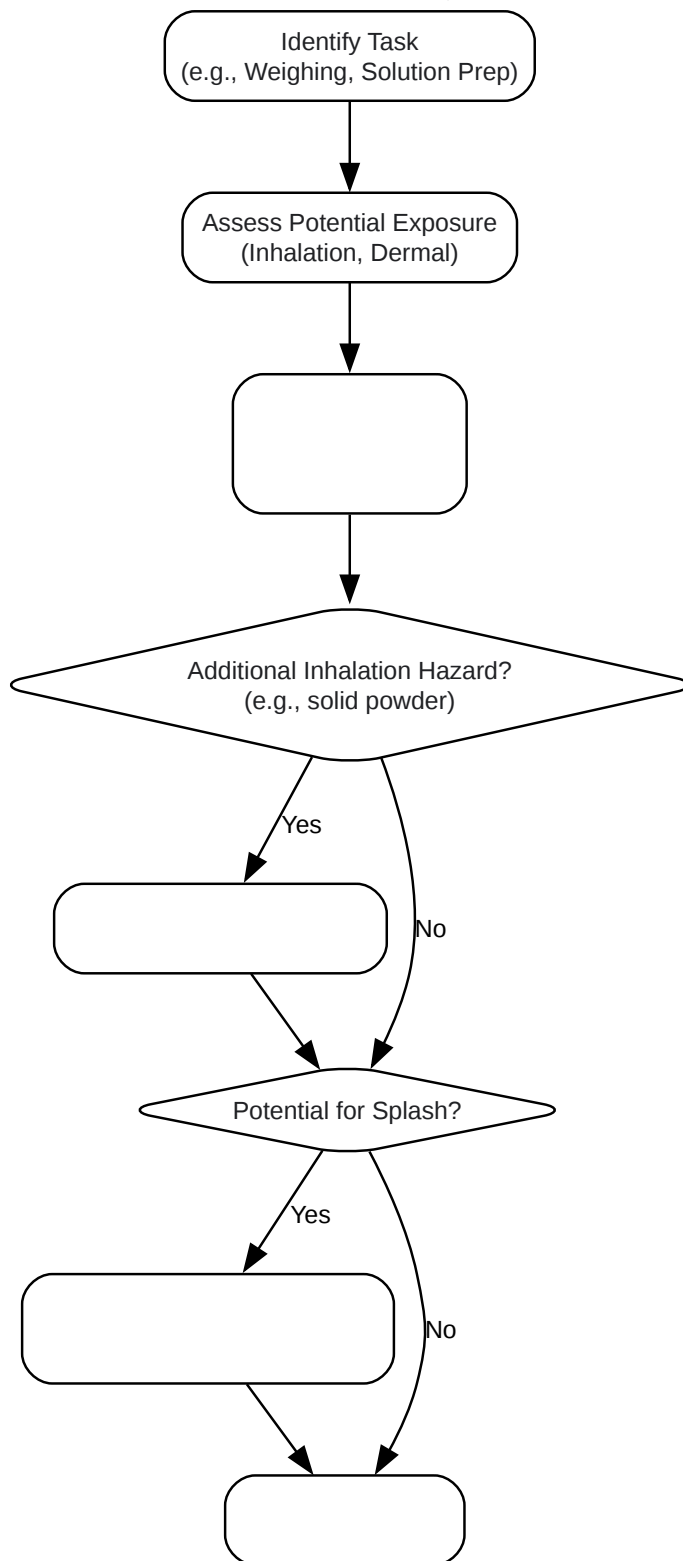 Identify Task
(e.g., Weighing, Solution Prep)
Assess Potential Exposure
(Inhalation, Dermal)
Additional Inhalation Hazard?
(e.g., solid powder)
Yes
No
Potential for Splash?
Yes
No